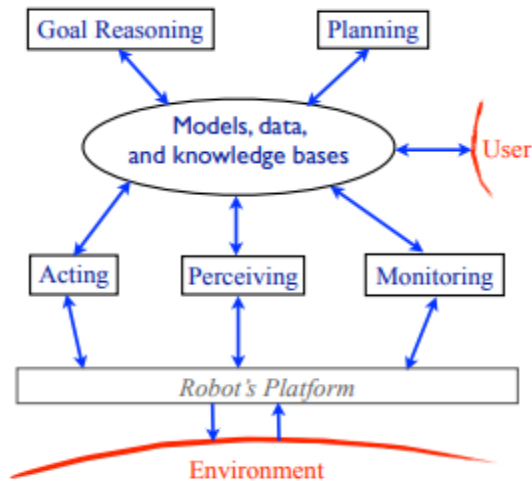 Goal Reasoning
Planning
Models, data,
and knowledge bases
User
Acting
Perceiving
Monitoring
Robot's Platform
Environment